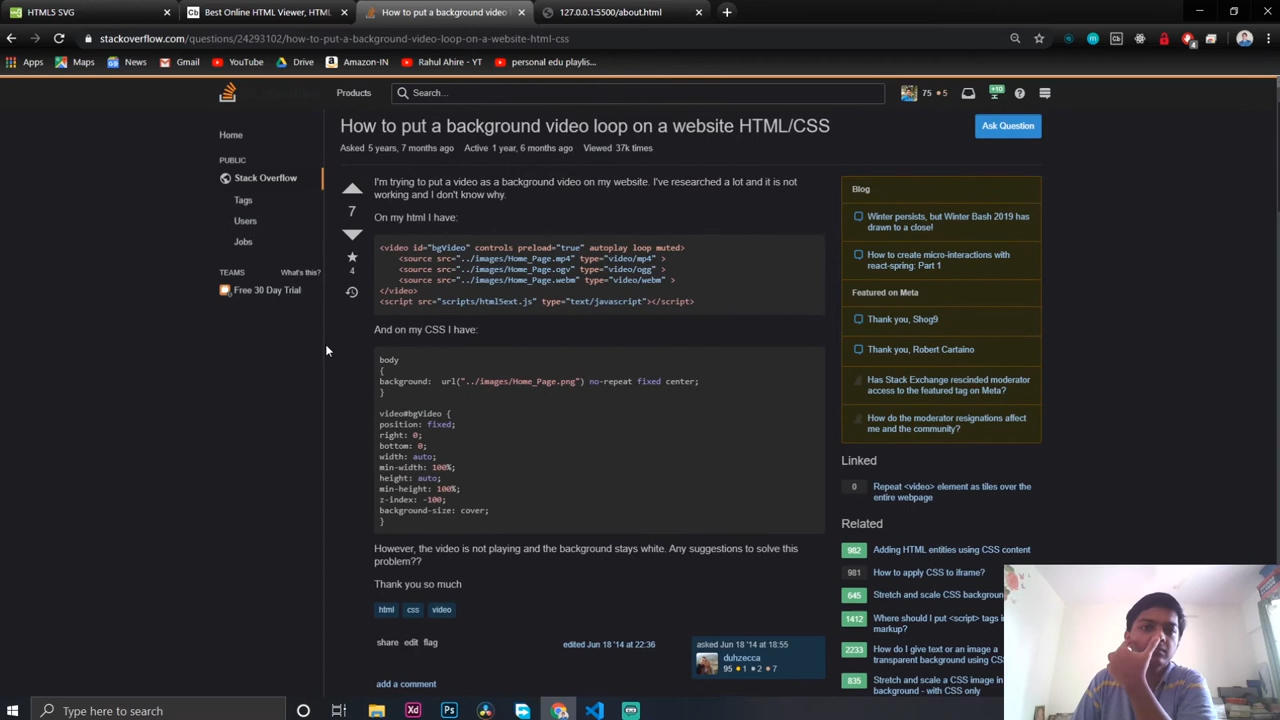 HTML5 SVG
Best Online HTML Viewer, HTML
How to put a background video
127.0.0.1:5500/about.html
stackoverflow.com/questions/24293102/how-to-put-a-background-video-loop-on-a-website-html-css
Apps Maps News Gmail YouTube Drive Amazon-IN Rahul Ahire - YT personal edu playlis...
Products
Search...
75 5
+10
How to put a background video loop on a website HTML/CSS
Ask Question
Asked 5 years, 7 months ago Active 1 year, 6 months ago Viewed 37k times
Home
PUBLIC
Stack Overflow
Tags
Users
Jobs
TEAMS What's this?
Free 30 Day Trial
7
4
I'm trying to put a video as a background video on my website. I've researched a lot and it is not
working and I don't know why.
On my html I have:
<video id="bgVideo" controls preload="true" autoplay loop muted>
<source src="../images/Home_Page.mp4" type="video/mp4" >
<source src="../images/Home_Page.ogv" type="video/ogg" >
<source src="../images/Home_Page.webm" type="video/webm" >
</video>
<script src="scripts/html5ext.js" type="text/javascript"></script>
And on my CSS I have:
body
{
background: url("../images/Home_Page.png") no-repeat fixed center;
}
video#bgVideo {
position: fixed;
right: 0;
bottom: 0;
width: auto;
min-width: 100%;
height: auto;
min-height: 100%;
z-index: -100;
background-size: cover;
}
However, the video is not playing and the background stays white. Any suggestions to solve this
problem??
Thank you so much
html css video
share edit flag
edited Jun 18 '14 at 22:36
asked Jun 18 '14 at 18:55
duhzecca
95 1 2 7
add a comment
Blog
Winter persists, but Winter Bash 2019 has
drawn to a close!
How to create micro-interactions with
react-spring: Part 1
Featured on Meta
Thank you, Shog9
Thank you, Robert Cartaino
Has Stack Exchange rescinded moderator
access to the featured tag on Meta?
How do the moderator resignations affect
me and the community?
Linked
0 Repeat <video> element as tiles over the
entire webpage
Related
982 Adding HTML entities using CSS content
981 How to apply CSS to iframe?
645 Stretch and scale CSS background
1412 Where should I put <script> tags in
markup?
2233 How do I give text or an image a
transparent background using CSS
835 Stretch and scale a CSS image in
background - with CSS only
Type here to search